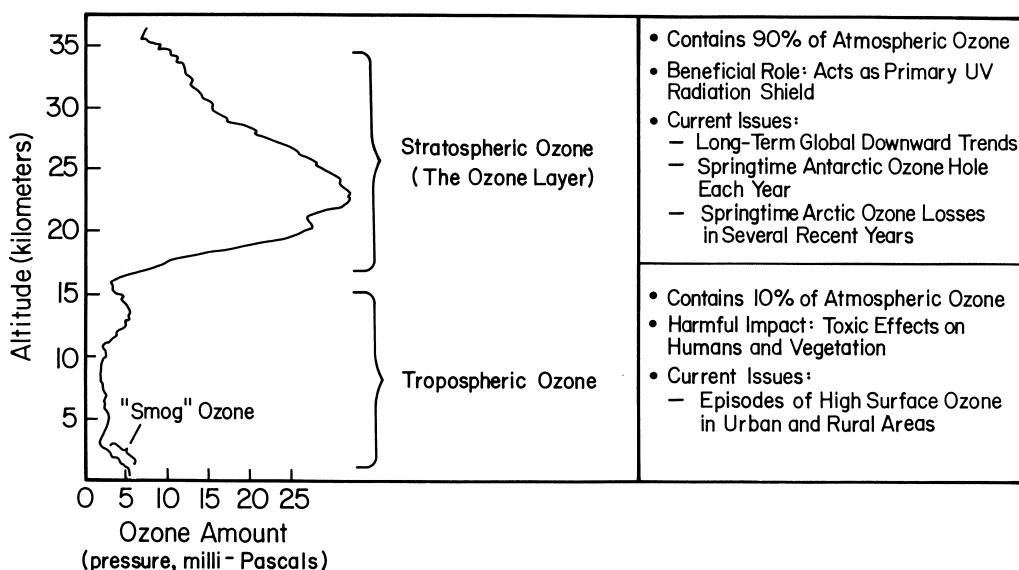 35
30
25
20
15
10
5
0 5 10 15 20 25
Altitude (kilometers)
Ozone Amount
(pressure, milli-Pascals)
"Smog" Ozone
Stratospheric Ozone
(The Ozone Layer)
Tropospheric Ozone
• Contains 90% of Atmospheric Ozone
• Beneficial Role: Acts as Primary UV
Radiation Shield
• Current Issues:
— Long-Term Global Downward Trends
— Springtime Antarctic Ozone Hole
Each Year
— Springtime Arctic Ozone Losses
in Several Recent Years
• Contains 10% of Atmospheric Ozone
• Harmful Impact: Toxic Effects on
Humans and Vegetation
• Current Issues:
— Episodes of High Surface Ozone
in Urban and Rural Areas